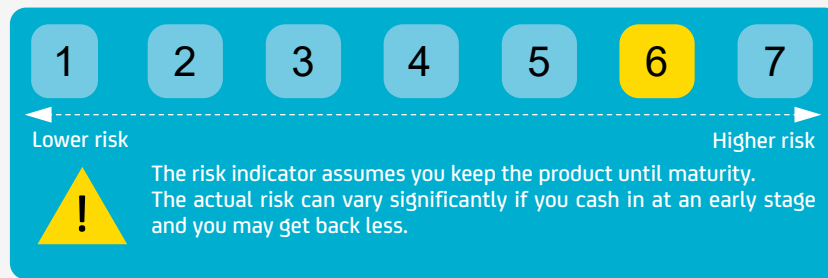 1 2 3 4 5 6 7
Lower risk Higher risk
!
The risk indicator assumes you keep the product until maturity.
The actual risk can vary significantly if you cash in at an early stage
and you may get back less.